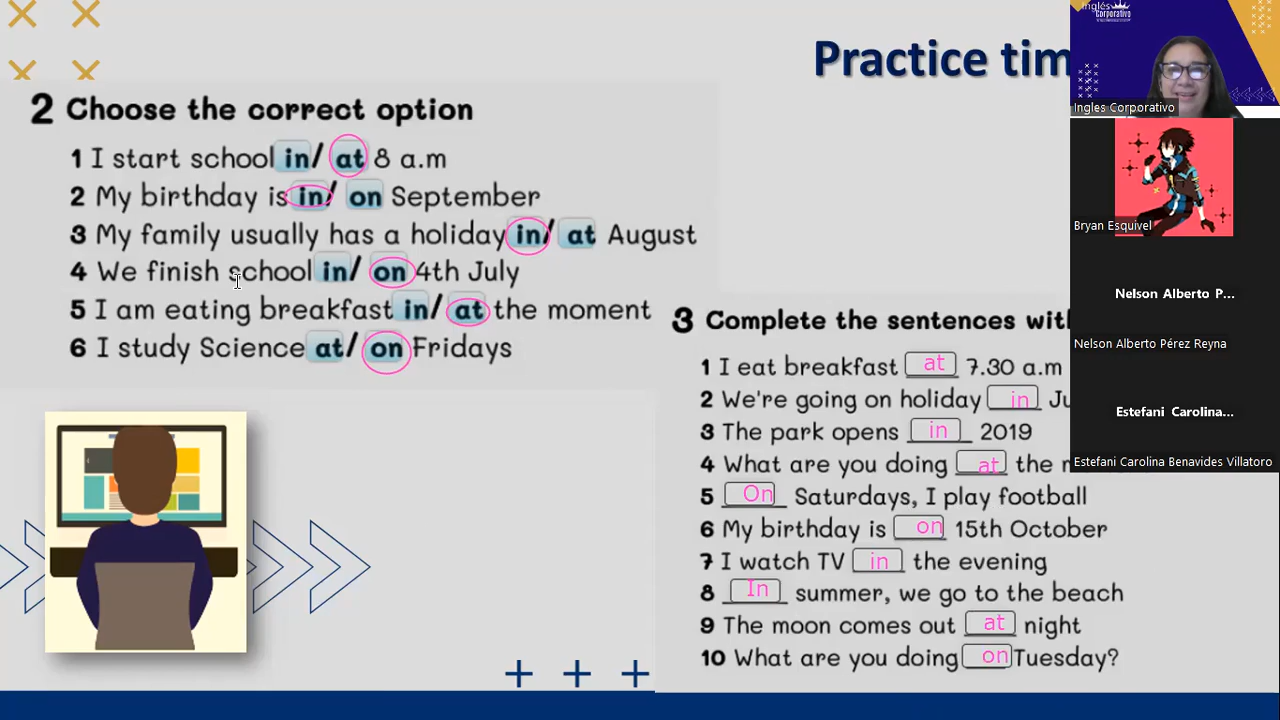 Practice tim
2 Choose the correct option
1 I start school in/ at 8 a.m
2 My birthday is in/ on September
3 My family usually has a holiday in/ at August
4 We finish school in/ on 4th July
5 I am eating breakfast in/ at the moment
6 I study Science at/ on Fridays
3 Complete the sentences wit
1 I eat breakfast at 7.30 a.m
2 We're going on holiday in Ju
3 The park opens in 2019
4 What are you doing at the
5 On Saturdays, I play football
6 My birthday is on 15th October
7 I watch TV in the evening
8 In summer, we go to the beach
9 The moon comes out at night
10 What are you doing on Tuesday?
Inglés
Corporativo
Ingles Corporativo
Bryan Esquivel
Nelson Alberto P...
Nelson Alberto Pérez Reyna
Estefani Carolina...
Estefani Carolina Benavides Villatoro